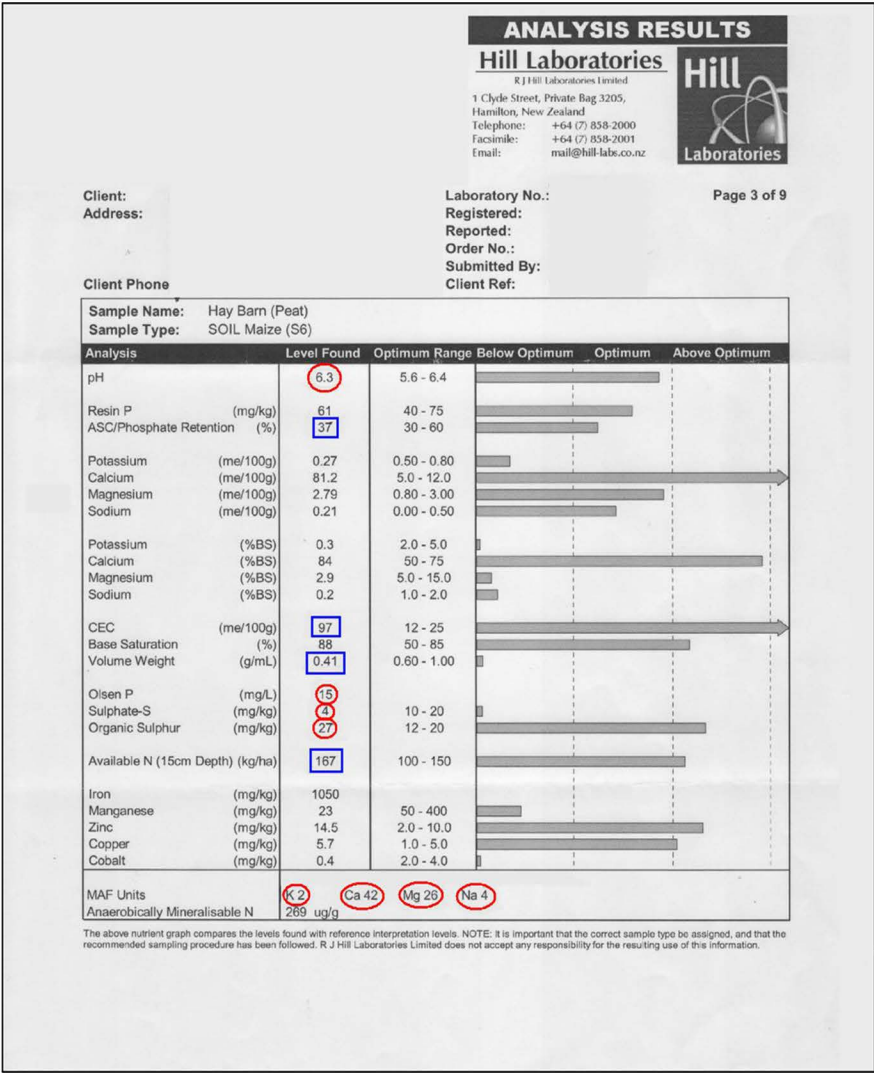 ANALYSIS RESULTS
Hill Laboratories
R J Hill Laboratories Limited
1 Clyde Street, Private Bag 3205,
Hamilton, New Zealand
Telephone: +64 (7) 858-2000
Facsimile: +64 (7) 858-2001
Email: mail@hill-labs.co.nz
Hill
Laboratories
Client: Laboratory No.: Page 3 of 9
Address: Registered:
Reported:
Order No.:
Submitted By:
Client Phone Client Ref:
Sample Name: Hay Barn (Peat)
Sample Type: SOIL Maize (S6)
Analysis Level Found Optimum Range Below Optimum Optimum Above Optimum
pH 6.3 5.6 - 6.4
Resin P (mg/kg) 61 40 - 75
ASC/Phosphate Retention (%) 37 30 - 60
Potassium (me/100g) 0.27 0.50 - 0.80
Calcium (me/100g) 81.2 5.0 - 12.0
Magnesium (me/100g) 2.79 0.80 - 3.00
Sodium (me/100g) 0.21 0.00 - 0.50
Potassium (%BS) 0.3 2.0 - 5.0
Calcium (%BS) 84 50 - 75
Magnesium (%BS) 2.9 5.0 - 15.0
Sodium (%BS) 0.2 1.0 - 2.0
CEC (me/100g) 97 12 - 25
Base Saturation (%) 88 50 - 85
Volume Weight (g/mL) 0.41 0.60 - 1.00
Olsen P (mg/L) 15
Sulphate-S (mg/kg) 4 10 - 20
Organic Sulphur (mg/kg) 27 12 - 20
Available N (15cm Depth) (kg/ha) 167 100 - 150
Iron (mg/kg) 1050
Manganese (mg/kg) 23 50 - 400
Zinc (mg/kg) 14.5 2.0 - 10.0
Copper (mg/kg) 5.7 1.0 - 5.0
Cobalt (mg/kg) 0.4 2.0 - 4.0
MAF Units K 2 Ca 42 Mg 26 Na 4
Anaerobically Mineralisable N 269 ug/g
The above nutrient graph compares the levels found with reference interpretation levels. NOTE: It is important that the correct sample type be assigned, and that the
recommended sampling procedure has been followed. R J Hill Laboratories Limited does not accept any responsibility for the resulting use of this information.